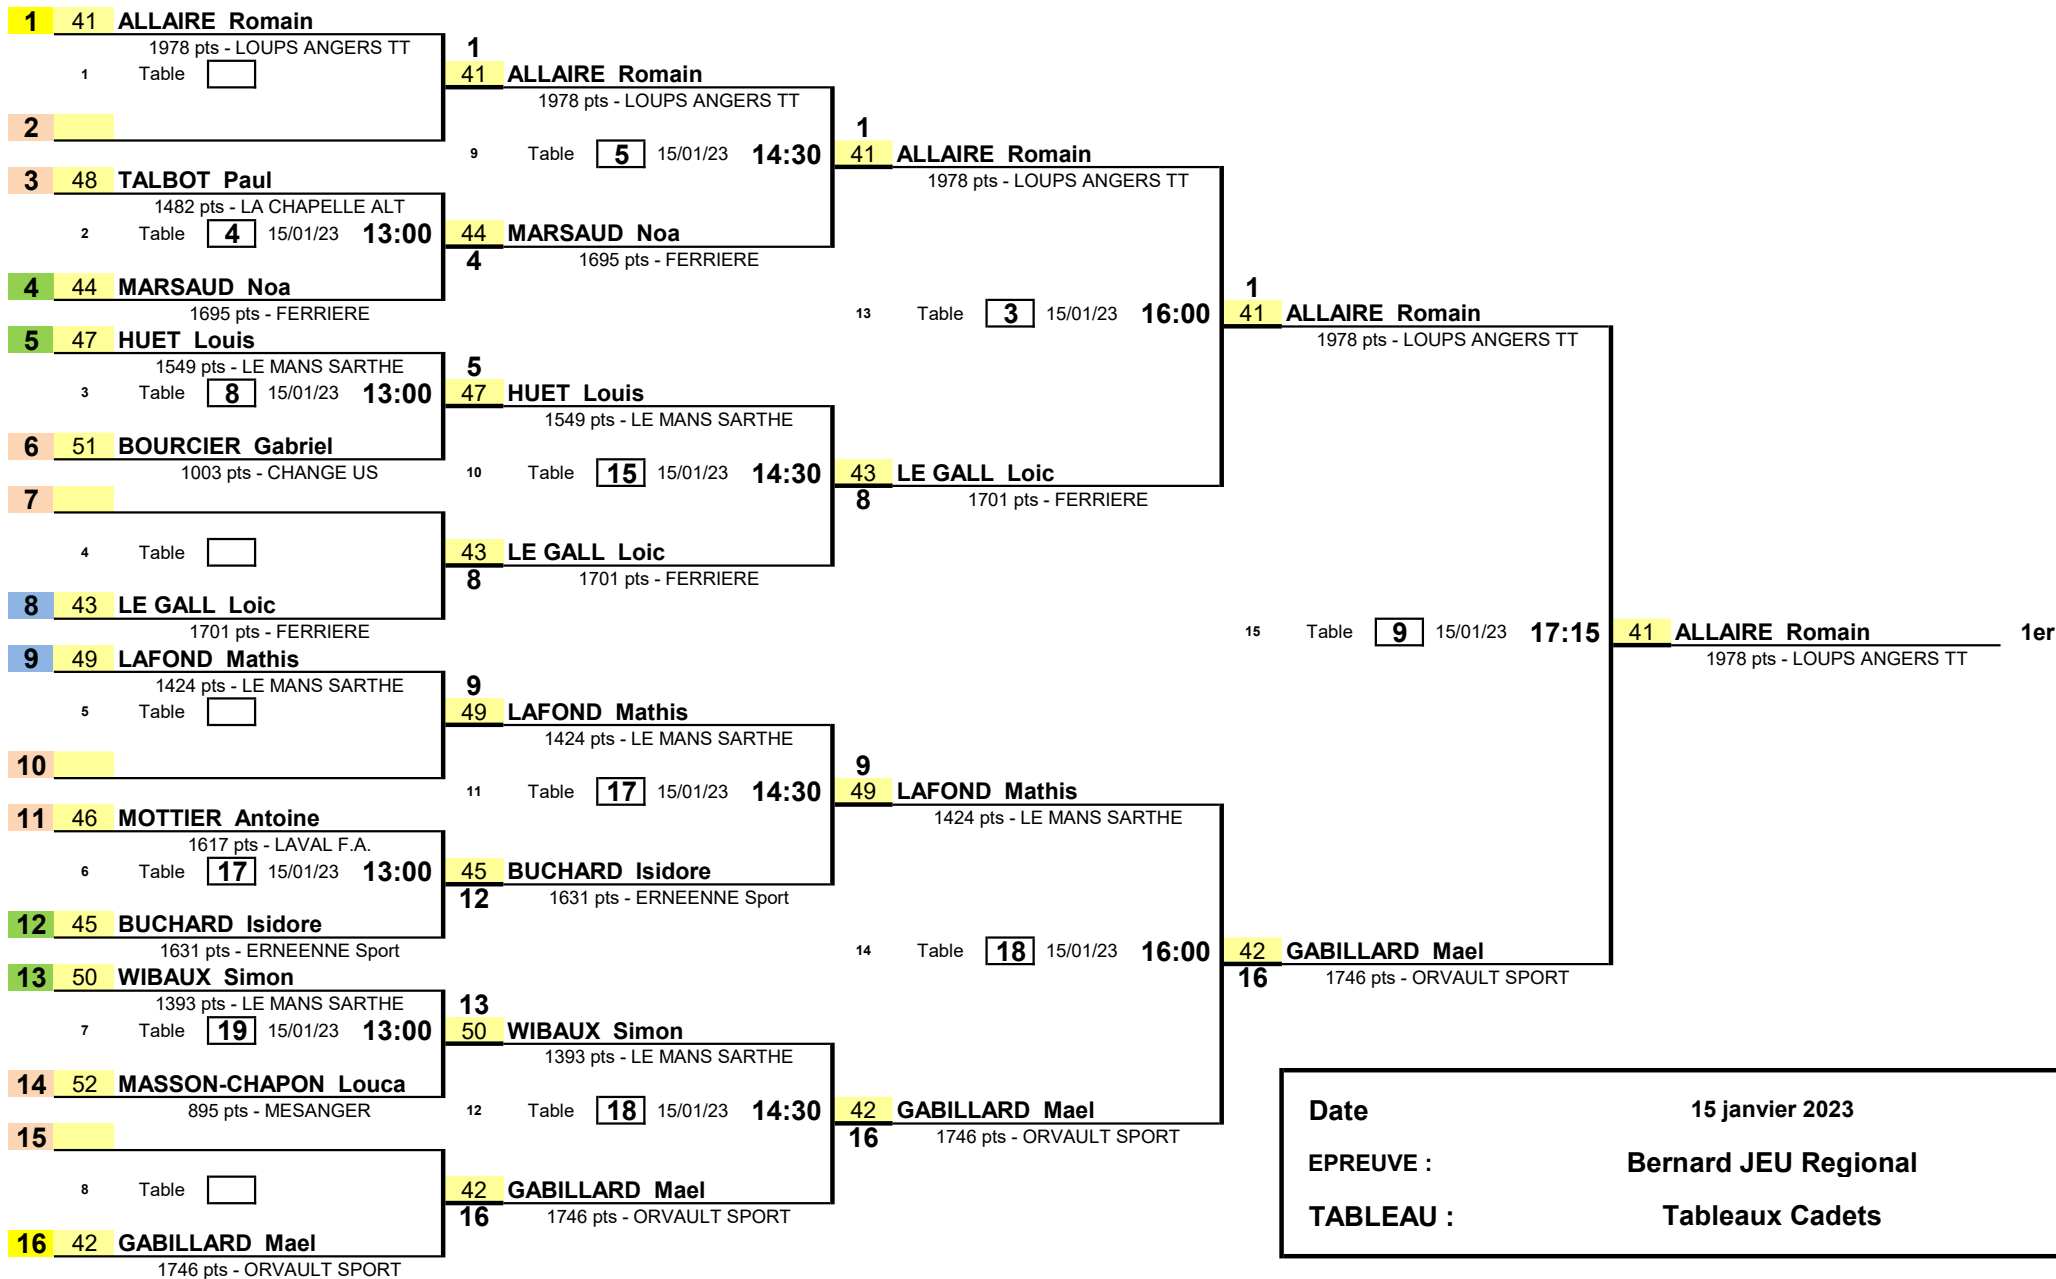 1 41 ALLAIRE Romain
1978 pts - LOUPS ANGERS TT
1
1 Table
41 ALLAIRE Romain
1978 pts - LOUPS ANGERS TT
2
1
9 Table 5 15/01/23 14:30
41 ALLAIRE Romain
1978 pts - LOUPS ANGERS TT
3 48 TALBOT Paul
1482 pts - LA CHAPELLE ALT
2 Table 4 15/01/23 13:00
44 MARSAUD Noa
4
1695 pts - FERRIERE
4 44 MARSAUD Noa
1695 pts - FERRIERE
1
13 Table 3 15/01/23 16:00
41 ALLAIRE Romain
1978 pts - LOUPS ANGERS TT
5 47 HUET Louis
1549 pts - LE MANS SARTHE
5
3 Table 8 15/01/23 13:00
47 HUET Louis
1549 pts - LE MANS SARTHE
6 51 BOURCIER Gabriel
1003 pts - CHANGE US
10 Table 15 15/01/23 14:30
43 LE GALL Loic
8
1701 pts - FERRIERE
7
4 Table
43 LE GALL Loic
8
1701 pts - FERRIERE
8 43 LE GALL Loic
1701 pts - FERRIERE
15 Table 9 15/01/23 17:15
41 ALLAIRE Romain 1er
1978 pts - LOUPS ANGERS TT
9 49 LAFOND Mathis
1424 pts - LE MANS SARTHE
9
5 Table
49 LAFOND Mathis
1424 pts - LE MANS SARTHE
10
9
11 Table 17 15/01/23 14:30
49 LAFOND Mathis
1424 pts - LE MANS SARTHE
11 46 MOTTIER Antoine
1617 pts - LAVAL F.A.
6 Table 17 15/01/23 13:00
45 BUCHARD Isidore
12
1631 pts - ERNEENNE Sport
12 45 BUCHARD Isidore
1631 pts - ERNEENNE Sport
14 Table 18 15/01/23 16:00
42 GABILLARD Mael
16
1746 pts - ORVAULT SPORT
13 50 WIBAUX Simon
1393 pts - LE MANS SARTHE
13
7 Table 19 15/01/23 13:00
50 WIBAUX Simon
1393 pts - LE MANS SARTHE
14 52 MASSON-CHAPON Louca
895 pts - MESANGER
12 Table 18 15/01/23 14:30
42 GABILLARD Mael
16
1746 pts - ORVAULT SPORT
15
8 Table
42 GABILLARD Mael
16
1746 pts - ORVAULT SPORT
16 42 GABILLARD Mael
1746 pts - ORVAULT SPORT
Date 15 janvier 2023
EPREUVE : Bernard JEU Regional
TABLEAU : Tableaux Cadets